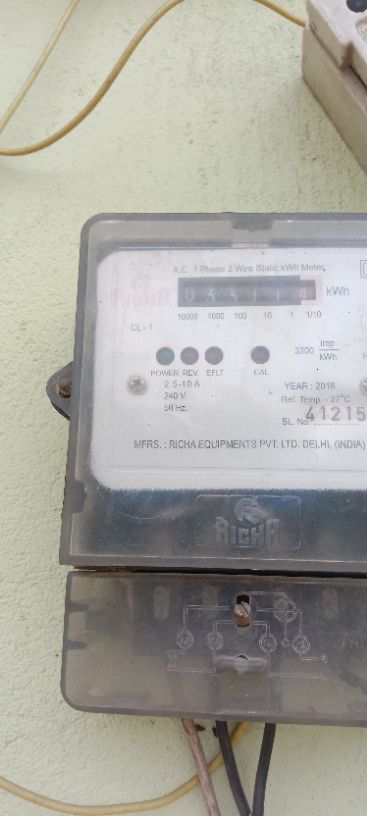 A.C. 1 Phase 2 Wire Static kWh Meter
RICHA
03311
kWh
10000 1000 100 10 1 1/10
CL-1
3200 imp/kWh
POWER REV EFLT CAL
2.5-10 A
240 V.
50 Hz.
Ref. Temp. - 27°C
SL No. 41215
MFRS. : RICHA EQUIPMENTS PVT. LTD. DELHI, (INDIA)
RICHA